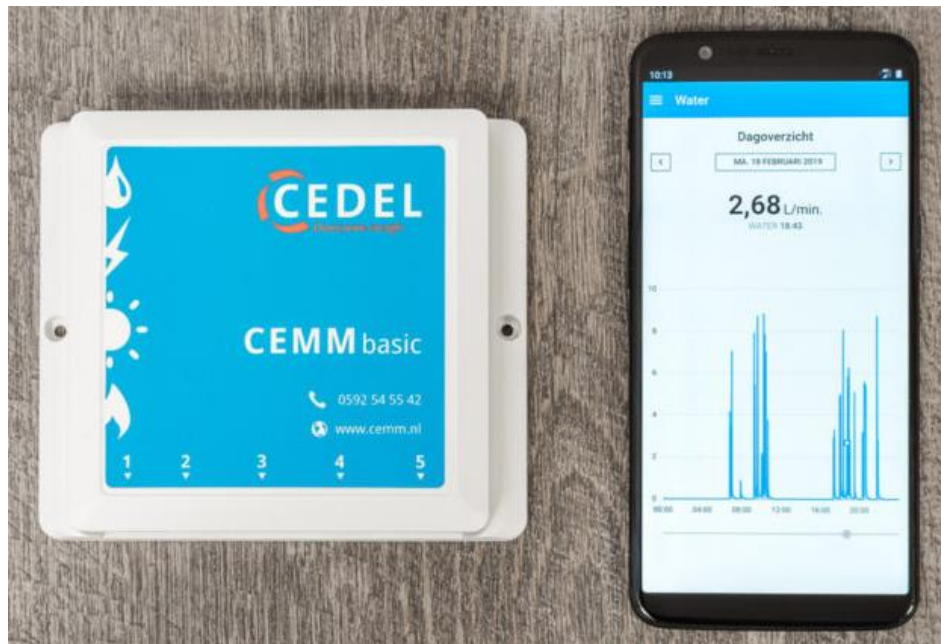 CEDEL
CEMM basic
0592 54 55 42
www.cemm.nl
1 2 3 4 5
10:13
Water
Dagoverzicht
MA. 18 FEBRUARI 2019
2,68 L/min.
WATER 18:43
10
8
6
4
2
0
00:00 04:00 08:00 12:00 16:00 20:00